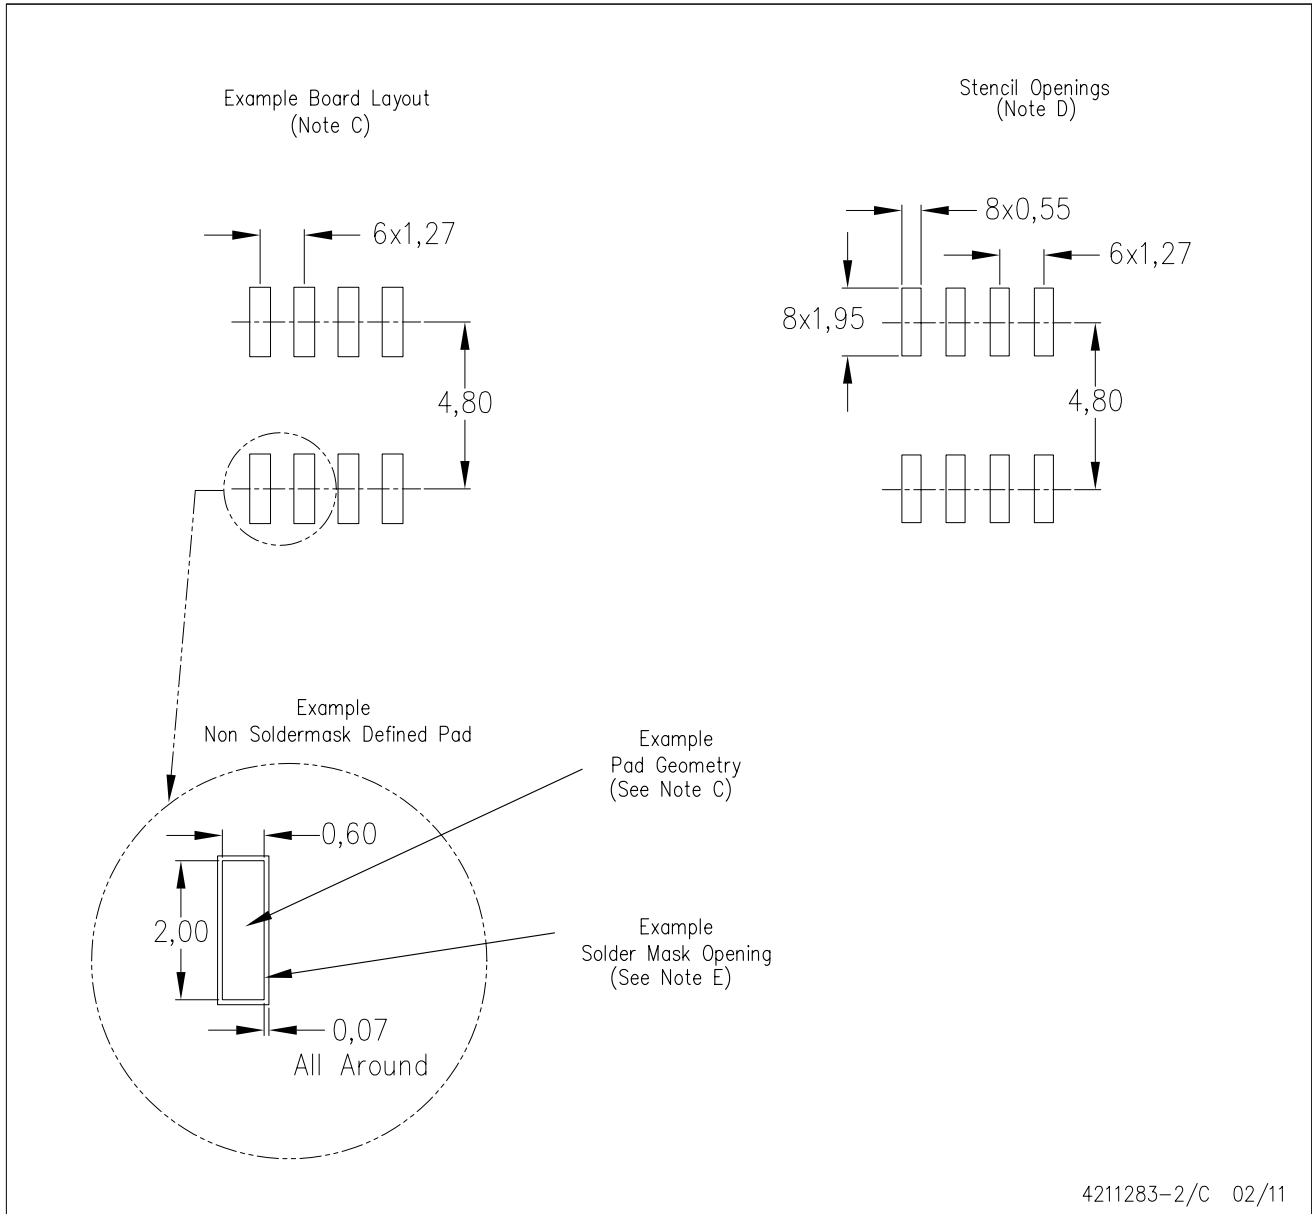 Example Board Layout
(Note C)
6x1,27
4,80
Stencil Openings
(Note D)
8x0,55
6x1,27
8x1,95
4,80
Example
Non Soldermask Defined Pad
0,60
2,00
0,07
All Around
Example
Pad Geometry
(See Note C)
Example
Solder Mask Opening
(See Note E)
4211283-2/C 02/11